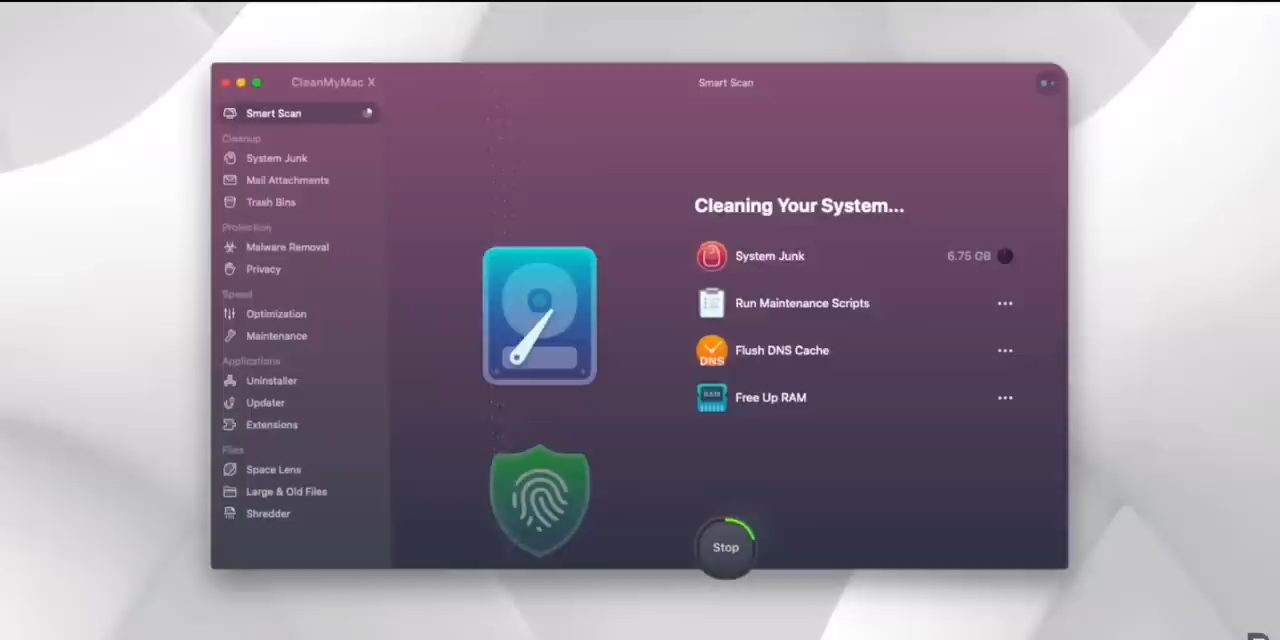 CleanMyMac X
Smart Scan
Smart Scan
Cleanup
System Junk
Mail Attachments
Trash Bins
Protection
Malware Removal
Privacy
Speed
Optimization
Maintenance
Applications
Uninstaller
Updater
Extensions
Files
Space Lens
Large & Old Files
Shredder
Cleaning Your System...
System Junk 6.75 GB
Run Maintenance Scripts
DNS Flush DNS Cache
RAM Free Up RAM
Stop